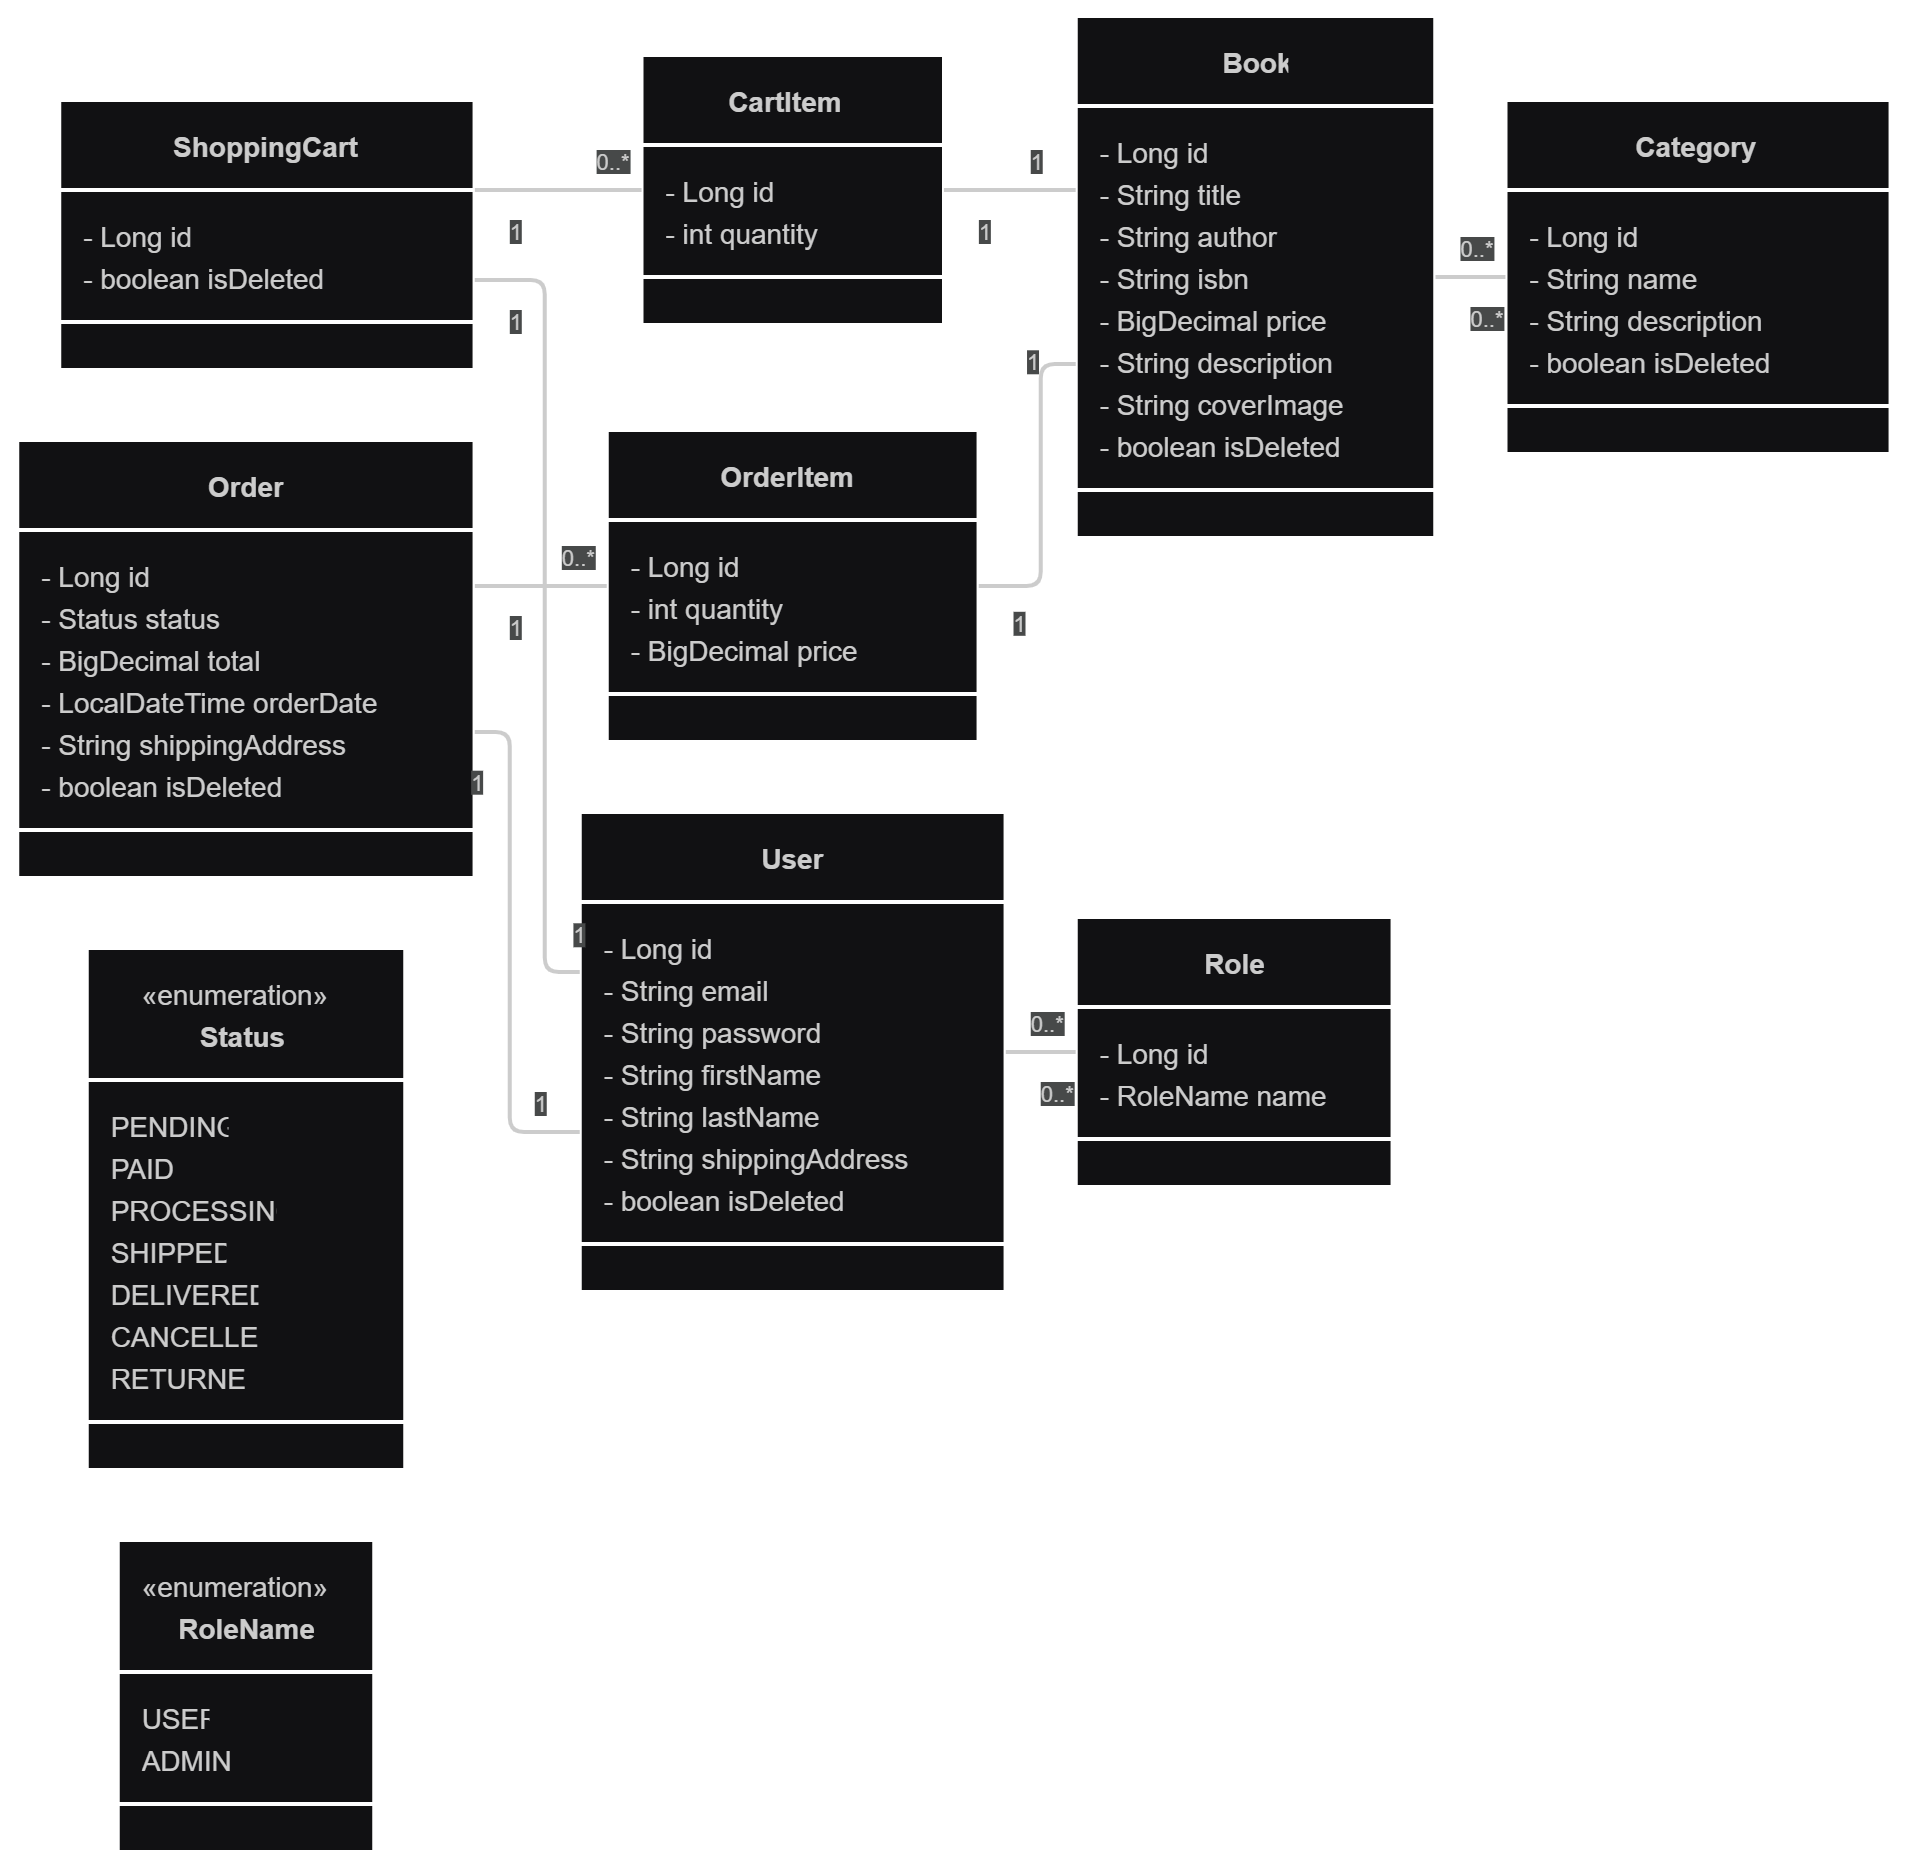 ShoppingCart
- Long id
- boolean isDeleted
1
0..*
1
CartItem
- Long id
- int quantity
1
1
Book
- Long id
- String title
- String author
- String isbn
- BigDecimal price
- String description
- String coverImage
- boolean isDeleted
0..*
0..*
Category
- Long id
- String name
- String description
- boolean isDeleted
Order
- Long id
- Status status
- BigDecimal total
- LocalDateTime orderDate
- String shippingAddress
- boolean isDeleted
0..*
1
1
OrderItem
- Long id
- int quantity
- BigDecimal price
1
1
User
- Long id
- String email
- String password
- String firstName
- String lastName
- String shippingAddress
- boolean isDeleted
1
1
0..*
0..*
Role
- Long id
- RoleName name
«enumeration»
Status
PENDING
PAID
PROCESSIN
SHIPPED
DELIVERED
CANCELLE
RETURNE
«enumeration»
RoleName
USER
ADMIN